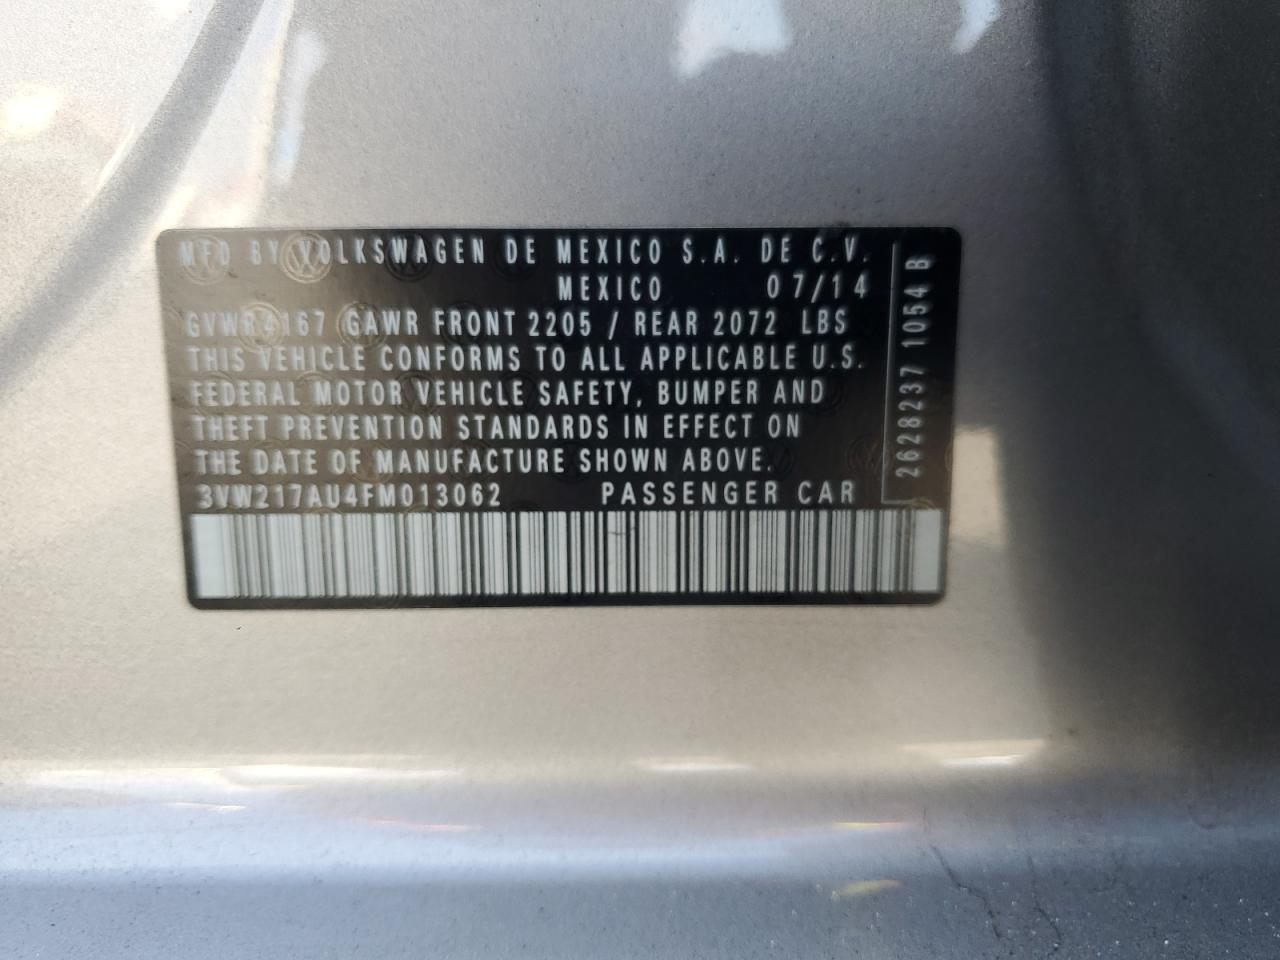 MFD BY VOLKSWAGEN DE MEXICO S.A. DE C.V.
MEXICO 07/14
GVWR 4167 GAWR FRONT 2205 / REAR 2072 LBS
THIS VEHICLE CONFORMS TO ALL APPLICABLE U.S.
FEDERAL MOTOR VEHICLE SAFETY, BUMPER AND
THEFT PREVENTION STANDARDS IN EFFECT ON
THE DATE OF MANUFACTURE SHOWN ABOVE.
3VW217AU4FM013062 PASSENGER CAR
2628237 1054 B